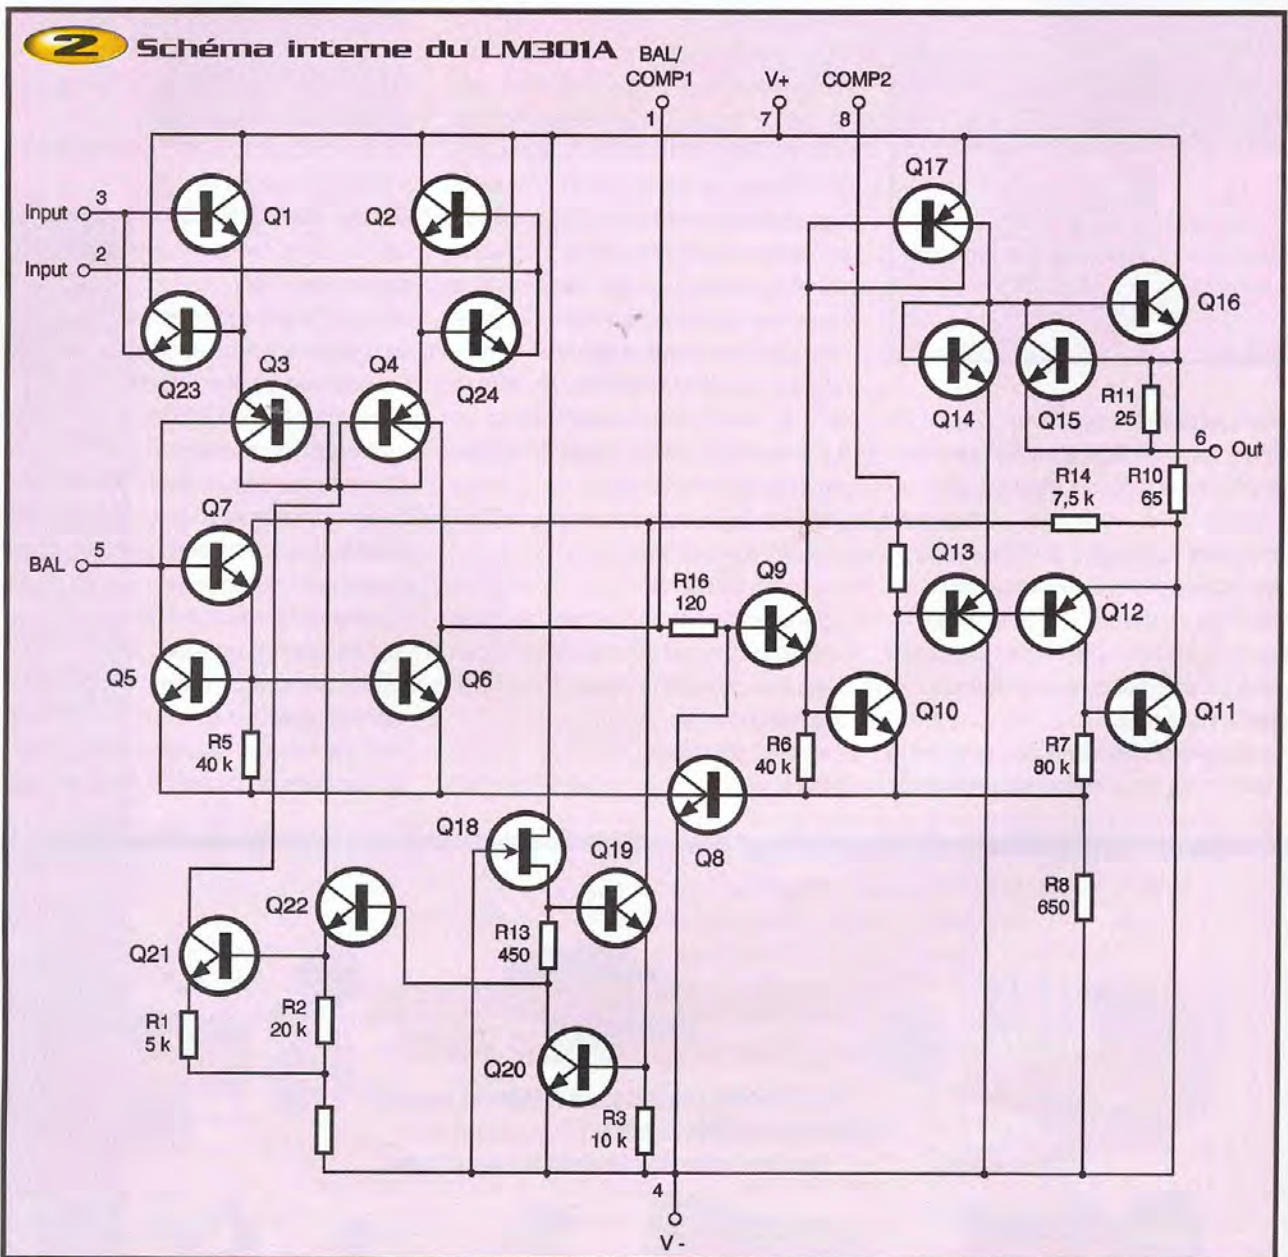 2 Schéma interne du LM301A
BAL/
COMP1
V+
COMP2
1
7
8
Q17
Input 3
Q1
Q2
Input 2
Q16
Q23
Q3
Q4
Q24
Q14
Q15
R11
25
6
Out
R14
7,5 k
R10
65
Q7
5
BAL
R16
120
Q9
Q13
Q12
Q5
Q6
Q10
Q11
R5
40 k
R6
40 k
R7
80 k
Q18
Q19
Q8
Q22
R8
650
R13
450
Q21
R1
5 k
R2
20 k
Q20
R3
10 k
4
V -